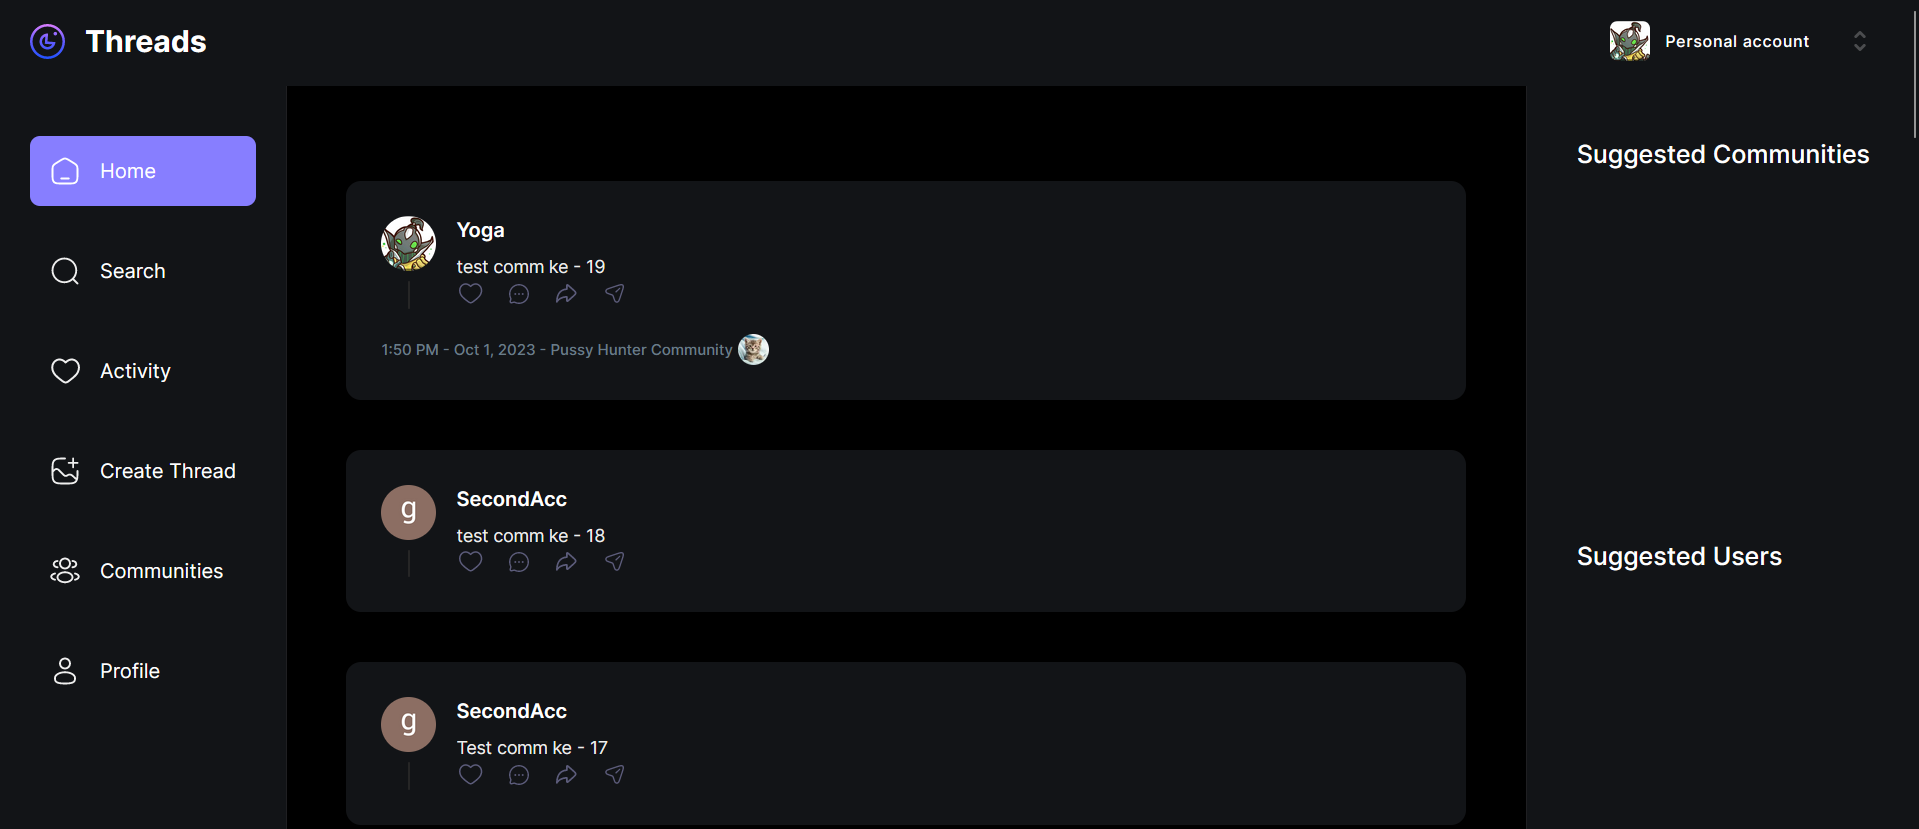 Threads
Personal account
Home
Search
Activity
Create Thread
Communities
Profile
Yoga
test comm ke - 19
1:50 PM - Oct 1, 2023 - Pussy Hunter Community
g
SecondAcc
test comm ke - 18
g
SecondAcc
Test comm ke - 17
Suggested Communities
Suggested Users